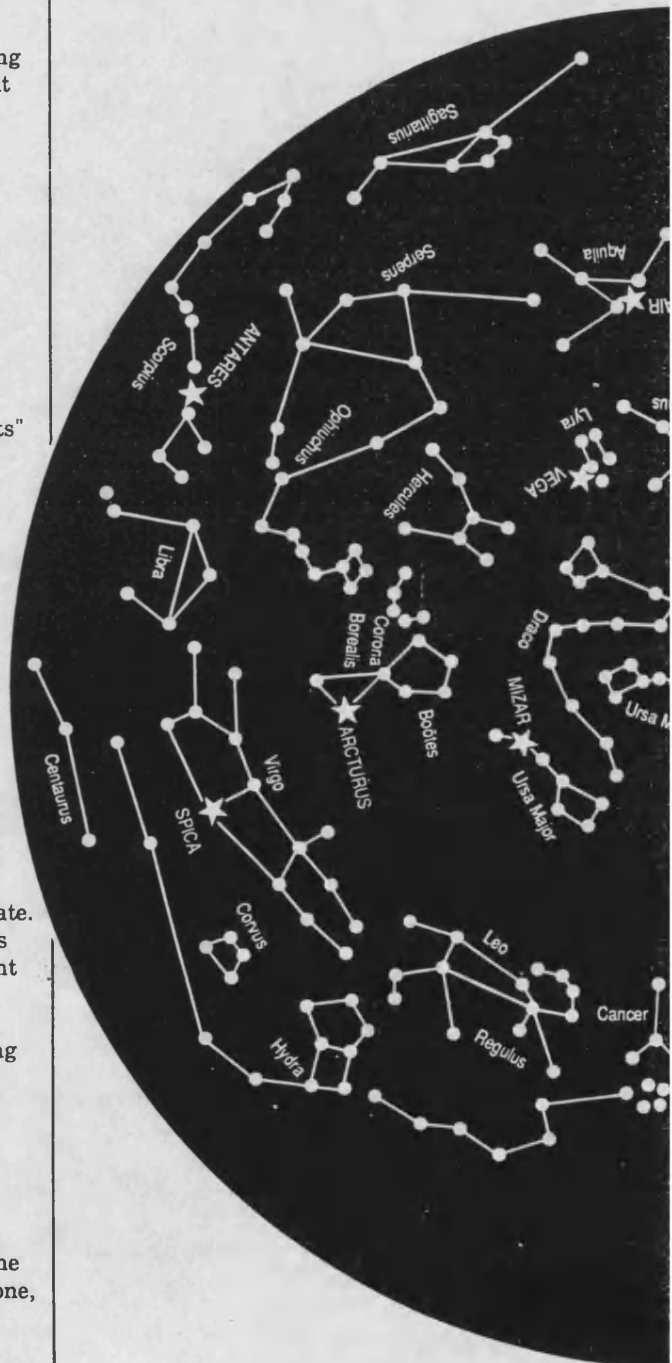 ng
ts"
ate.
s
nt
ng
ne
one,
Sagittarius
Serpens
Aquila
AIR
ANTARES
Scorpius
Ophiuchus
Hercules
Lyra
VEGA
Libra
Corona
Borealis
Draco
Boötes
ARCTURUS
MIZAR
Ursa M
Ursa Major
Centaurus
Virgo
SPICA
Corvus
Leo
Regulus
Cancer
Hydra